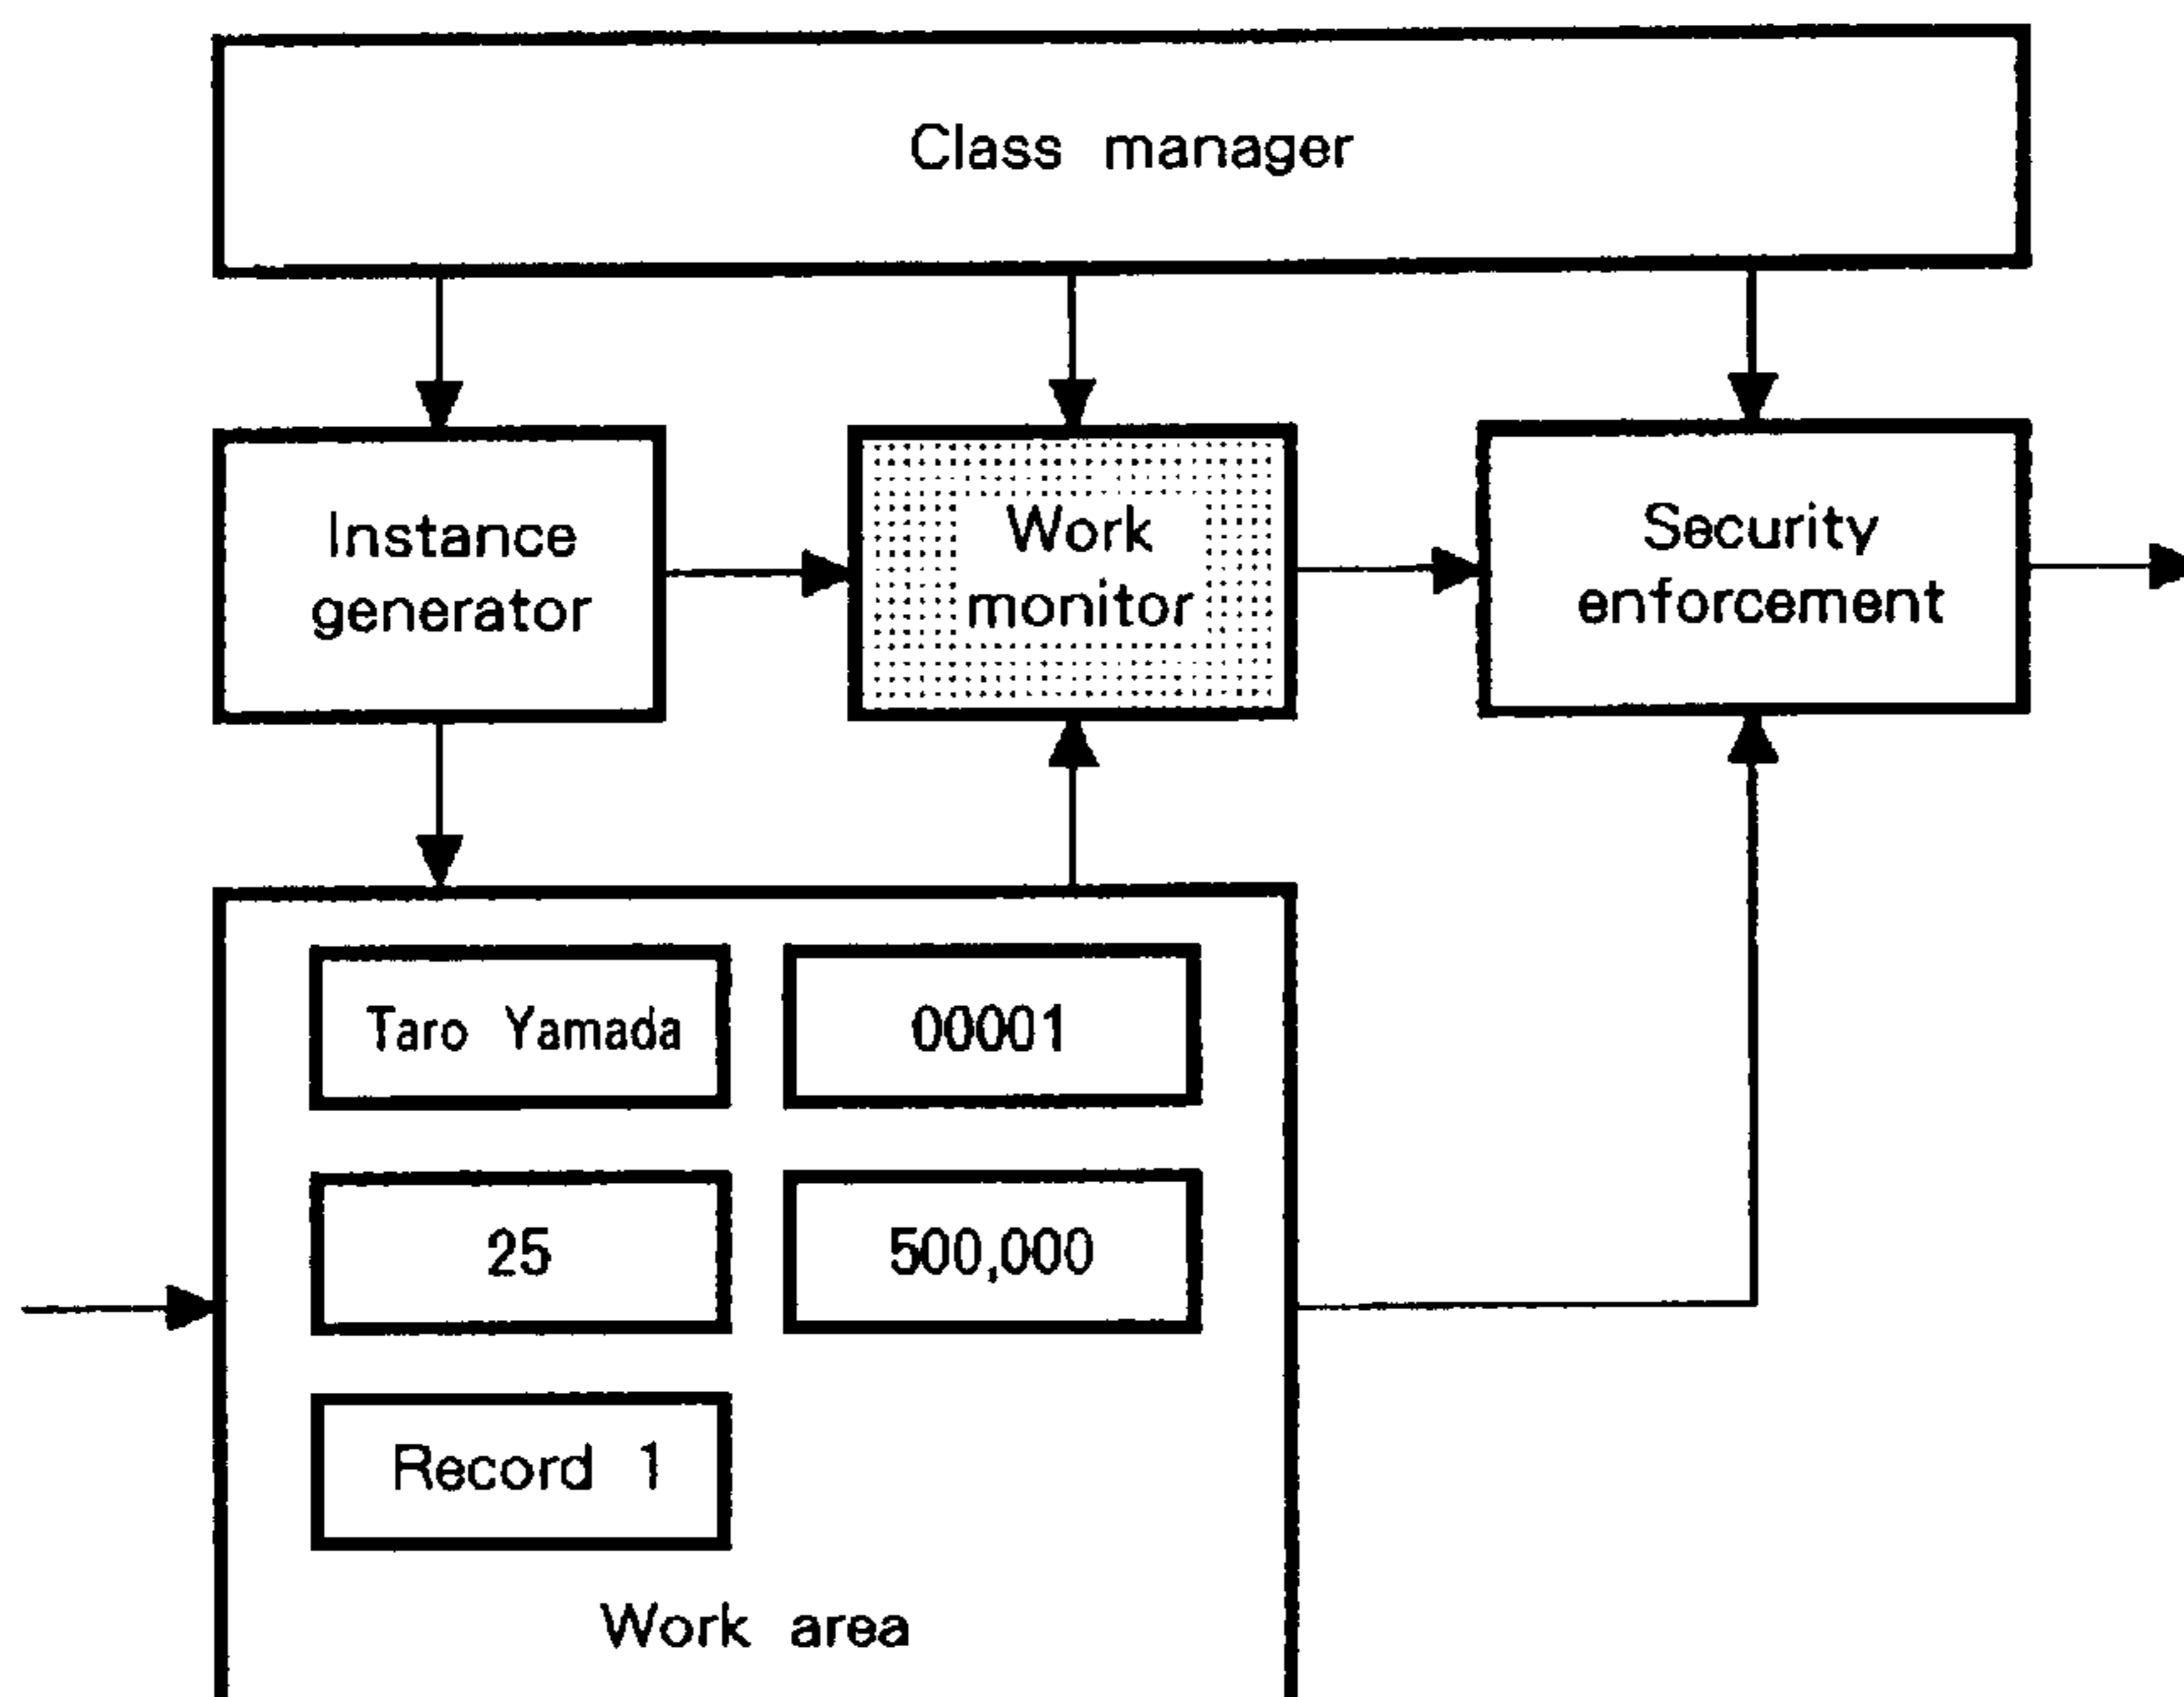 Class manager
Instance
generator
Work
monitor
Security
enforcement
Taro Yamada
00001
25
500,000
Record 1
Work area